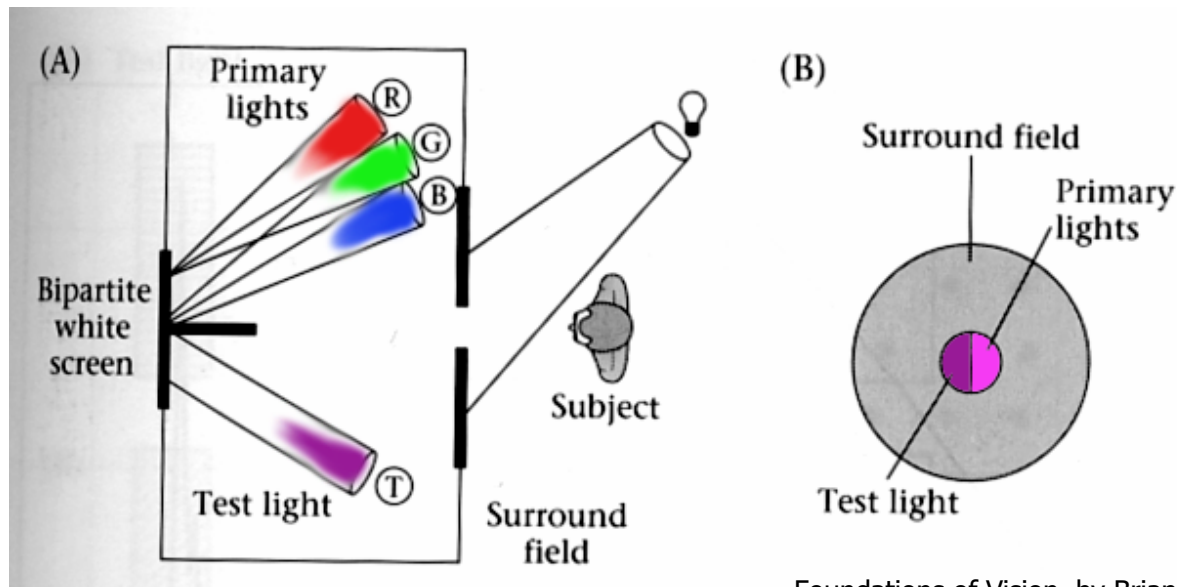 (A)
Primary
lights
R
G
B
Bipartite
white
screen
Subject
Test light
T
Surround
field
(B)
Surround field
Primary
lights
Test light
Foundations of Vision, by Brian